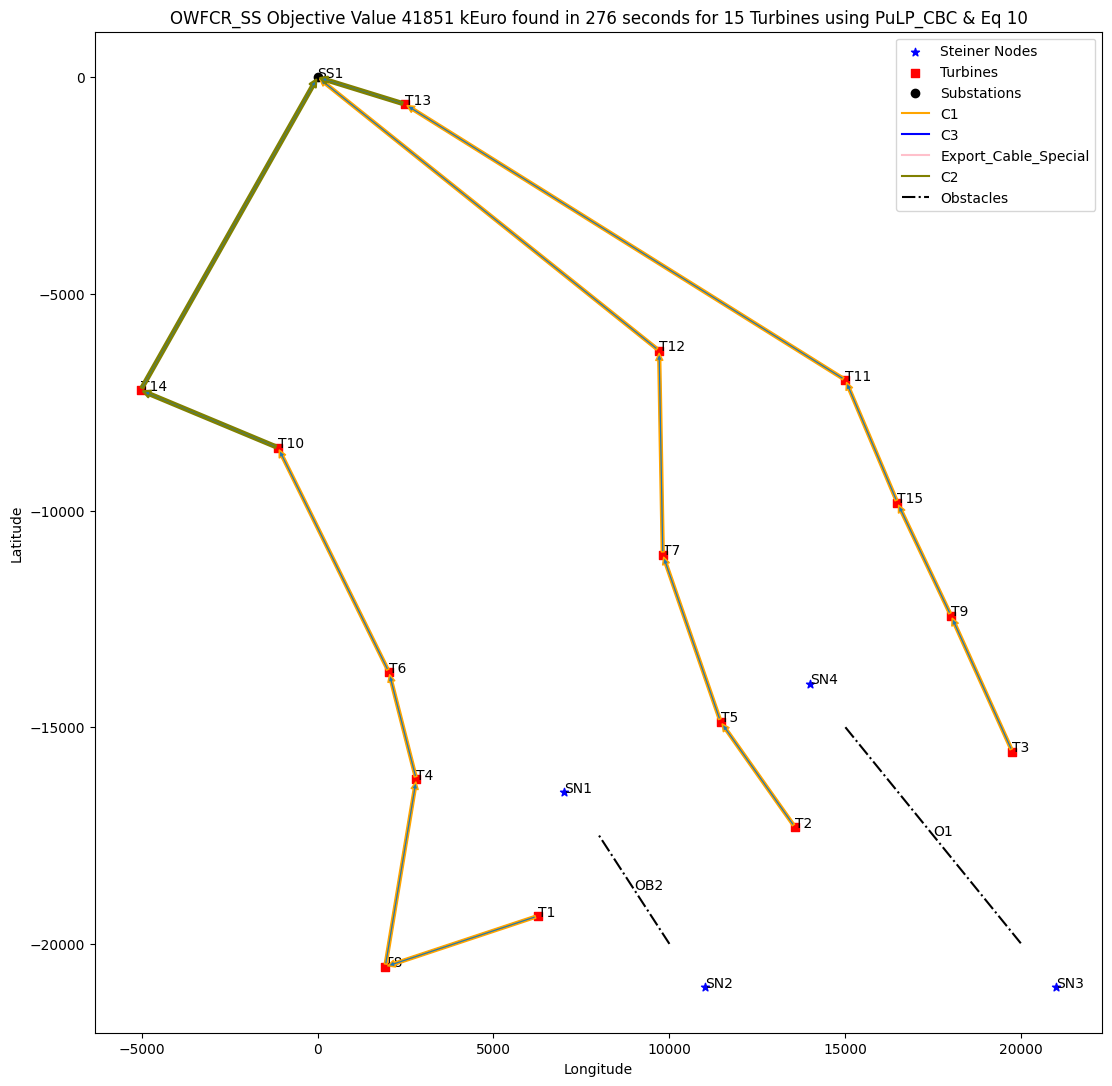 OWFCR_SS Objective Value 41851 kEuro found in 276 seconds for 15 Turbines using PuLP_CBC & Eq 10
Steiner Nodes
Turbines
Substations
C1
C3
Export_Cable_Special
C2
Obstacles
SS1
T13
T12
T11
T14
T10
T15
T7
T9
T6
SN4
T5
T3
T4
SN1
T2
O1
OB2
T1
T8
SN2
SN3
0
−5000
−10000
−15000
−20000
Latitude
−5000
0
5000
10000
15000
20000
Longitude